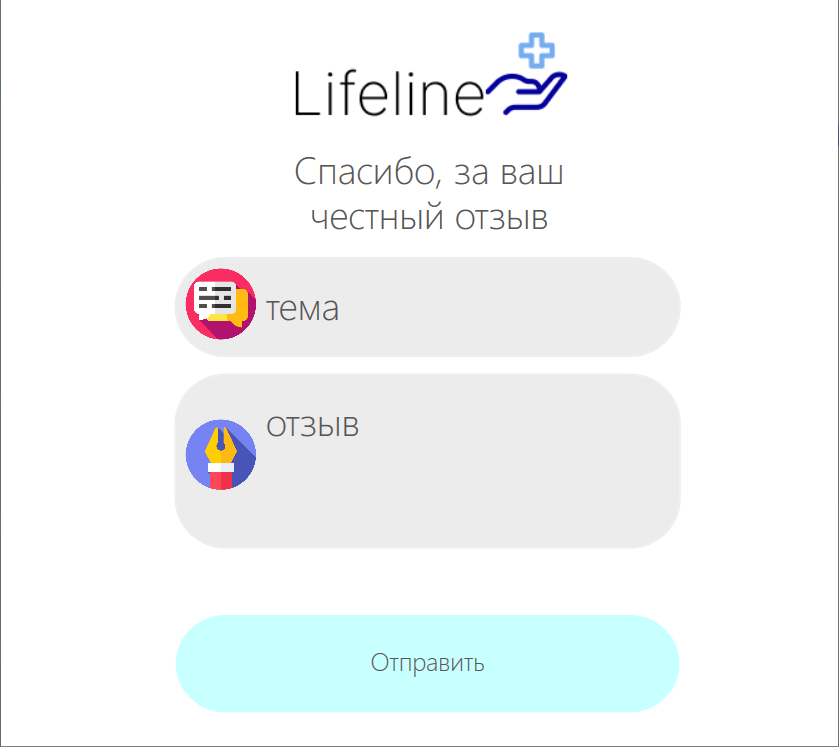 Lifeline
Спасибо, за ваш
честный отзыв
тема
отзыв
Отправить